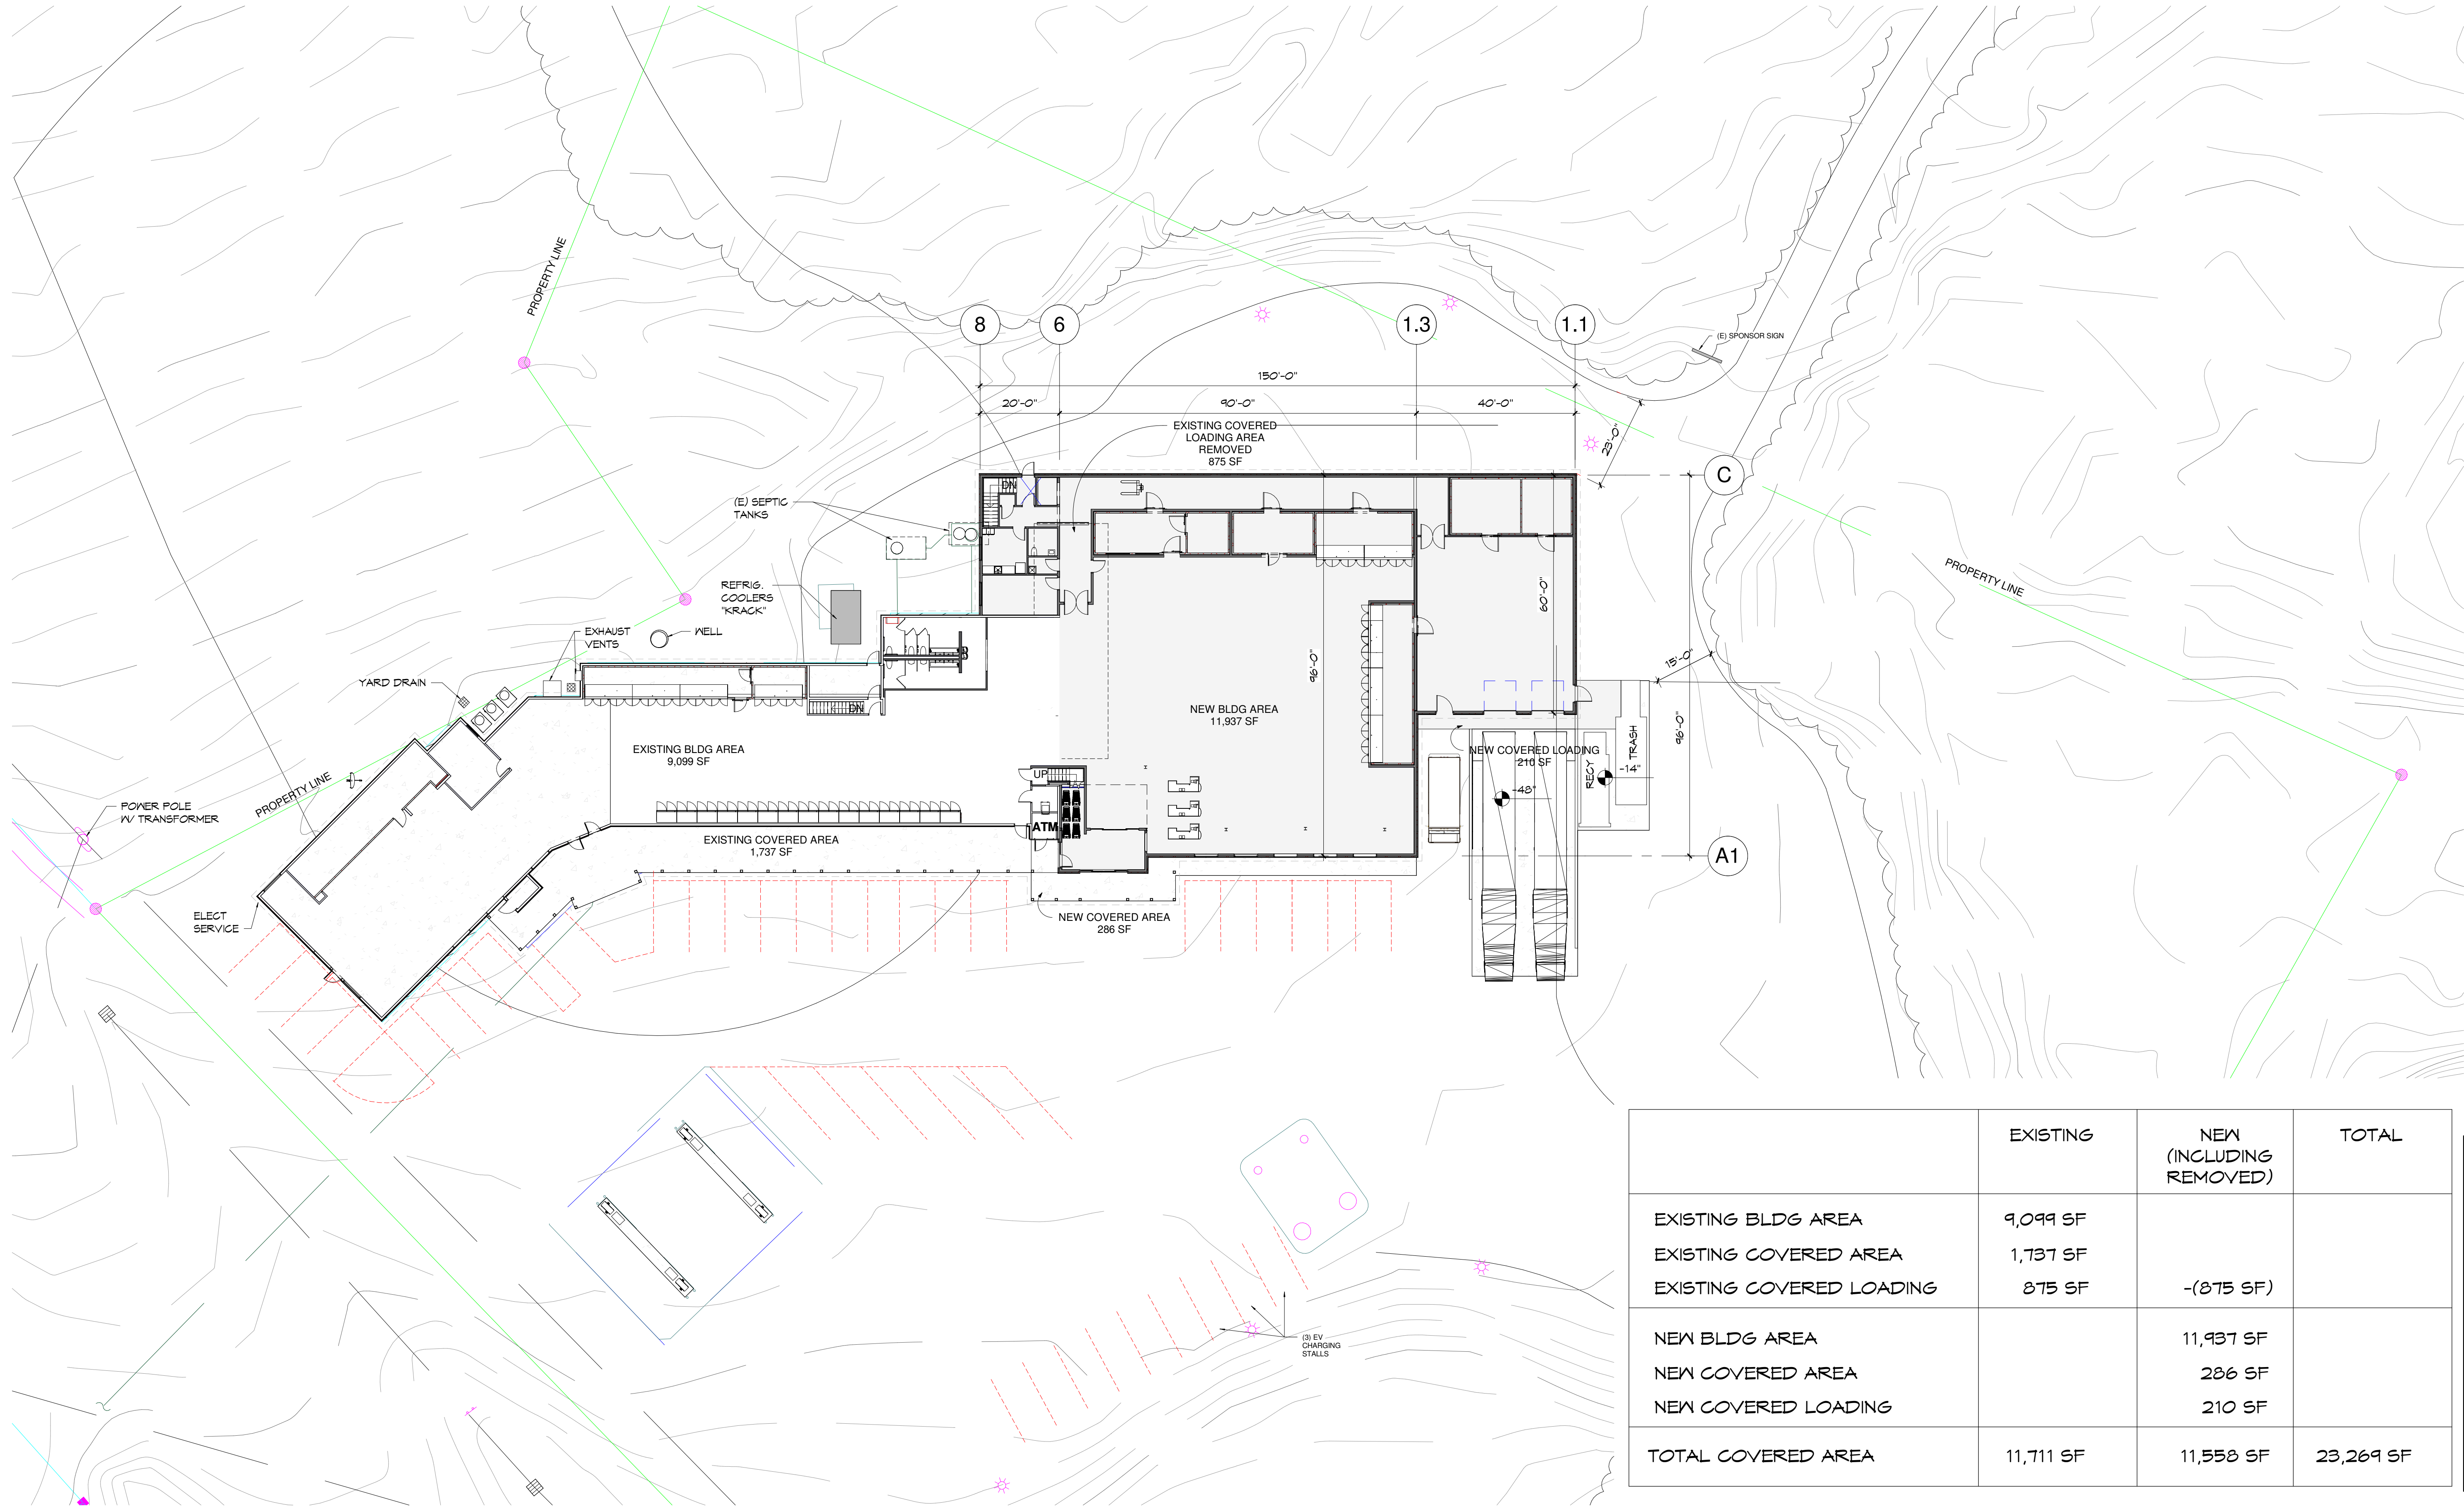 PROPERTY LINE
8
6
1.3
1.1
(E) SPONSOR SIGN
150'-0"
20'-0"
90'-0"
40'-0"
23'-0"
EXISTING COVERED
LOADING AREA
REMOVED
875 SF
C
DN
(E) SEPTIC
TANKS
REFRIG.
COOLERS
"KRACK"
60'-0"
PROPERTY LINE
EXHAUST
VENTS
WELL
96'-0"
15'-0"
YARD DRAIN
DN
NEW BLDG AREA
11,937 SF
EXISTING BLDG AREA
9,099 SF
TRASH
96'-0"
NEW COVERED LOADING
210 SF
RECY
-14"
UP
-48"
PROPERTY LINE
POWER POLE
W/ TRANSFORMER
ATM
EXISTING COVERED AREA
1,737 SF
A1
ELECT
SERVICE
NEW COVERED AREA
286 SF
(3) EV
CHARGING
STALLS
EXISTING
NEW
(INCLUDING
REMOVED)
TOTAL
EXISTING BLDG AREA 9,099 SF
EXISTING COVERED AREA 1,737 SF
EXISTING COVERED LOADING 875 SF -(875 SF)
NEW BLDG AREA 11,937 SF
NEW COVERED AREA 286 SF
NEW COVERED LOADING 210 SF
TOTAL COVERED AREA 11,711 SF 11,558 SF 23,269 SF